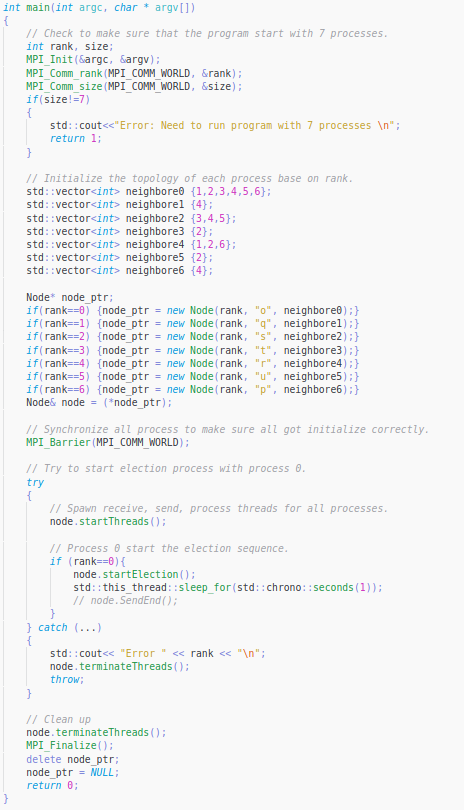 int main(int argc, char * argv[])
{
    // Check to make sure that the program start with 7 processes.
    int rank, size;
    MPI_Init(&argc, &argv);
    MPI_Comm_rank(MPI_COMM_WORLD, &rank);
    MPI_Comm_size(MPI_COMM_WORLD, &size);
    if(size!=7)
    {
        std::cout<<"Error: Need to run program with 7 processes \n";
        return 1;
    }

    // Initialize the topology of each process base on rank.
    std::vector<int> neighbore0 {1,2,3,4,5,6};
    std::vector<int> neighbore1 {4};
    std::vector<int> neighbore2 {3,4,5};
    std::vector<int> neighbore3 {2};
    std::vector<int> neighbore4 {1,2,6};
    std::vector<int> neighbore5 {2};
    std::vector<int> neighbore6 {4};

    Node* node_ptr;
    if(rank==0) {node_ptr = new Node(rank, "o", neighbore0);}
    if(rank==1) {node_ptr = new Node(rank, "q", neighbore1);}
    if(rank==2) {node_ptr = new Node(rank, "s", neighbore2);}
    if(rank==3) {node_ptr = new Node(rank, "t", neighbore3);}
    if(rank==4) {node_ptr = new Node(rank, "r", neighbore4);}
    if(rank==5) {node_ptr = new Node(rank, "u", neighbore5);}
    if(rank==6) {node_ptr = new Node(rank, "p", neighbore6);}
    Node& node = (*node_ptr);

    // Synchronize all process to make sure all got initialize correctly.
    MPI_Barrier(MPI_COMM_WORLD);

    // Try to start election process with process 0.
    try
    {
        // Spawn receive, send, process threads for all processes.
        node.startThreads();

        // Process 0 start the election sequence.
        if (rank==0){
            node.startElection();
            std::this_thread::sleep_for(std::chrono::seconds(1));
            // node.SendEnd();
        }
    } catch (...)
    {
        std::cout<< "Error " << rank << "\n";
        node.terminateThreads();
        throw;
    }

    // Clean up
    node.terminateThreads();
    MPI_Finalize();
    delete node_ptr;
    node_ptr = NULL;
    return 0;
}